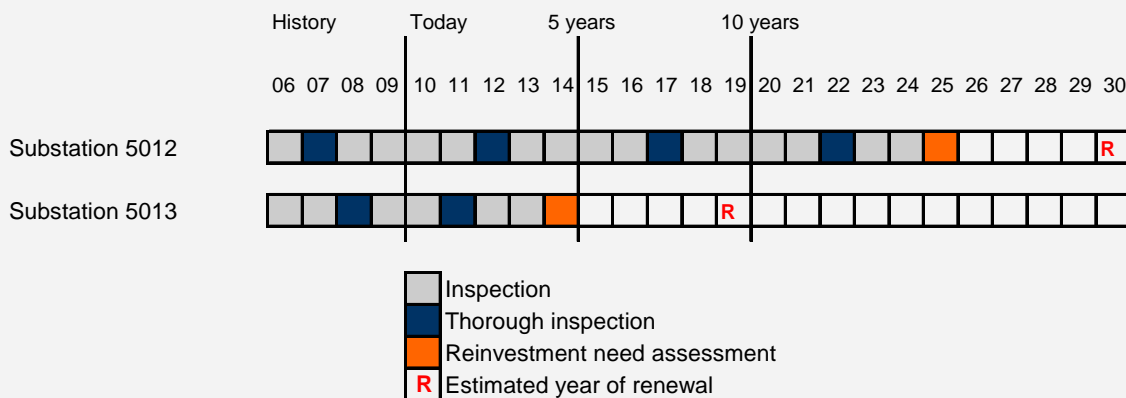 History Today 5 years 10 years
06 07 08 09 10 11 12 13 14 15 16 17 18 19 20 21 22 23 24 25 26 27 28 29 30
Substation 5012 R
Substation 5013 R
Inspection
Thorough inspection
Reinvestment need assessment
R Estimated year of renewal